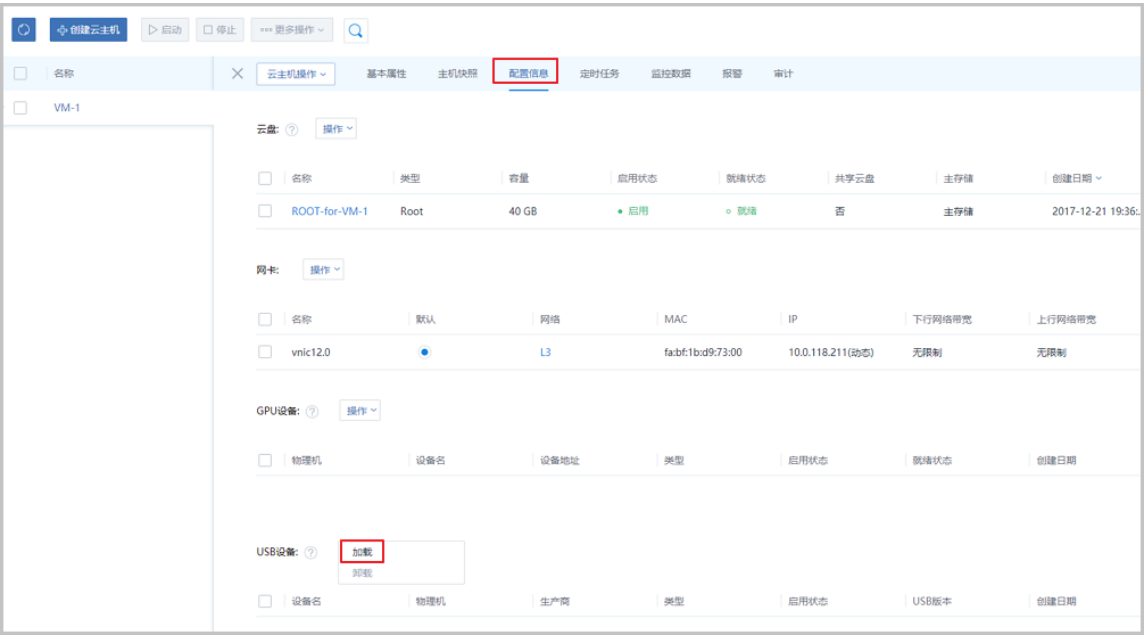 创建云主机 启动 停止 更多操作
名称 云主机操作 基本属性 主机快照 配置信息 定时任务 监控数据 报警 审计
VM-1
云盘: ? 操作
名称 类型 容量 启用状态 就绪状态 共享云盘 主存储 创建日期
ROOT-for-VM-1 Root 40 GB 启用 就绪 否 主存储 2017-12-21 19:36:..
网卡: 操作
名称 默认 网络 MAC IP 下行网络带宽 上行网络带宽
vnic12.0 L3 fa:bf:1b:d9:73:00 10.0.118.211(动态) 无限制 无限制
GPU设备: ? 操作
物理机 设备名 设备地址 类型 启用状态 就绪状态 创建日期
USB设备: ? 加载
卸载
设备名 物理机 生产商 类型 启用状态 USB版本 创建日期